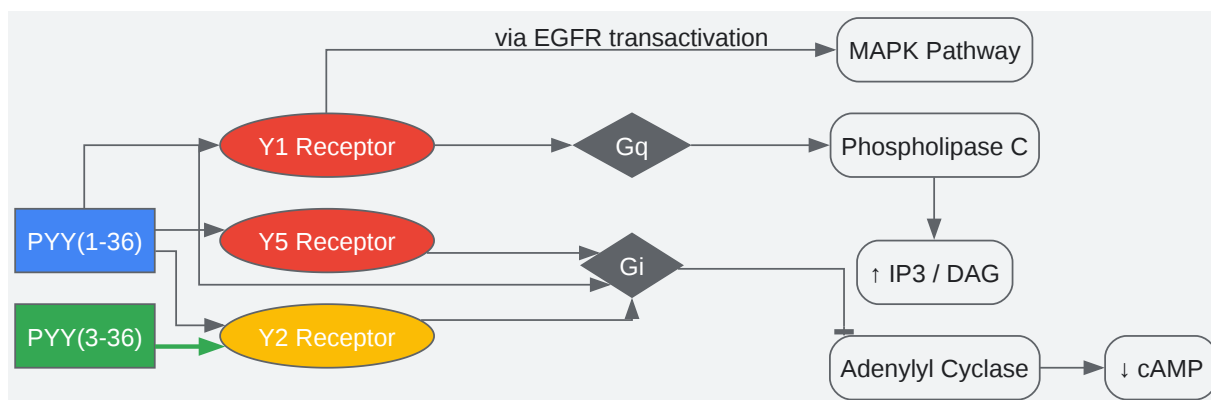 via EGFR transactivation
MAPK Pathway
Y1 Receptor
Gq
Phospholipase C
PYY(1-36)
Y5 Receptor
Gi
↑ IP3 / DAG
PYY(3-36)
Y2 Receptor
Adenylyl Cyclase
↓ cAMP